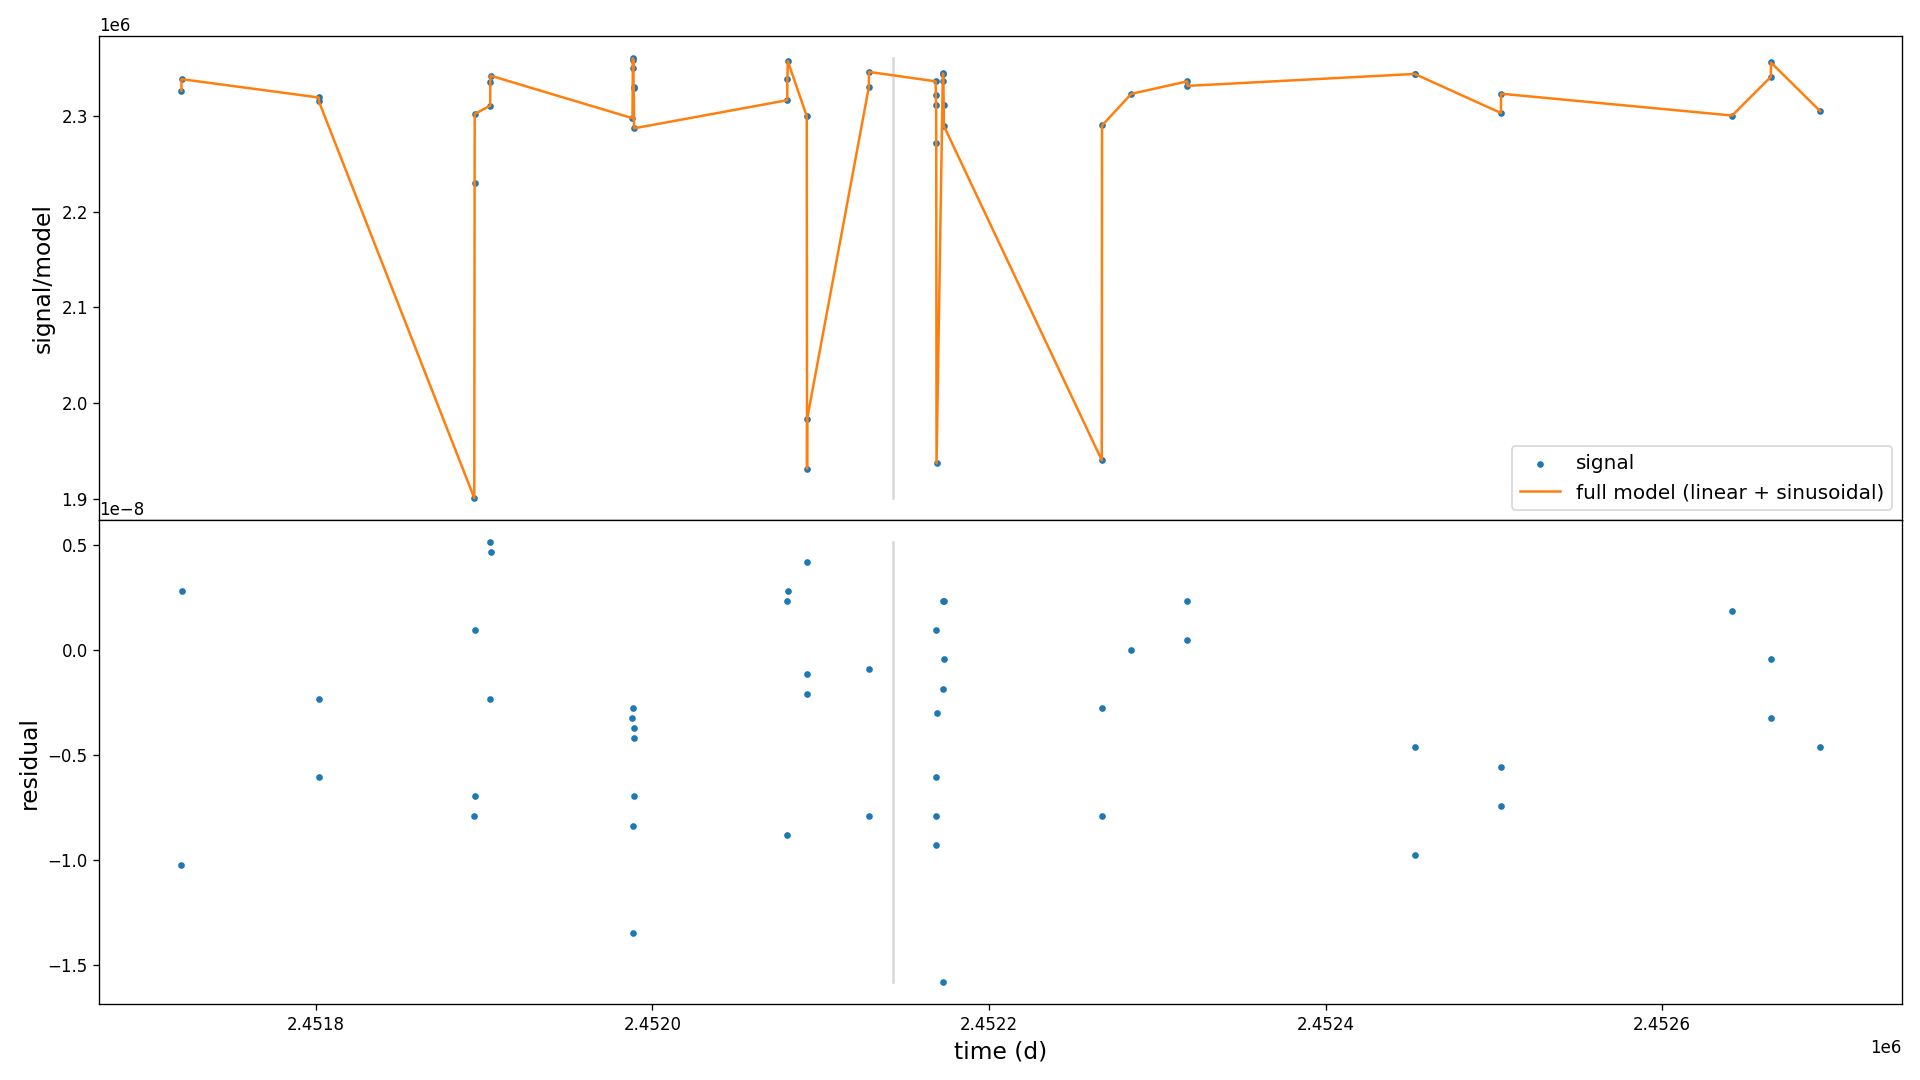 1e6
2.3
2.2
2.1
2.0
1.9
signal/model
signal
full model (linear + sinusoidal)
1e−8
0.5
0.0
−0.5
−1.0
−1.5
residual
2.4518
2.4520
2.4522
2.4524
2.4526
1e6
time (d)